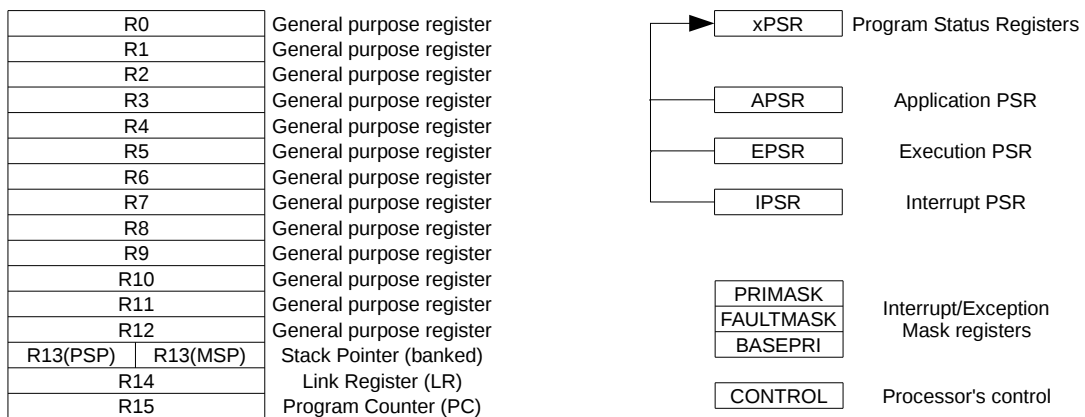 R0 General purpose register
R1 General purpose register
R2 General purpose register
R3 General purpose register
R4 General purpose register
R5 General purpose register
R6 General purpose register
R7 General purpose register
R8 General purpose register
R9 General purpose register
R10 General purpose register
R11 General purpose register
R12 General purpose register
R13(PSP) R13(MSP) Stack Pointer (banked)
R14 Link Register (LR)
R15 Program Counter (PC)
xPSR Program Status Registers
APSR Application PSR
EPSR Execution PSR
IPSR Interrupt PSR
PRIMASK
FAULTMASK
BASEPRI
Interrupt/Exception
Mask registers
CONTROL Processor's control